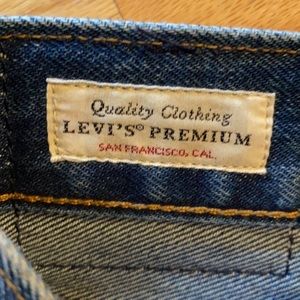 Quality Clothing
LEVI'S® PREMIUM
SAN FRANCISCO, CAL.